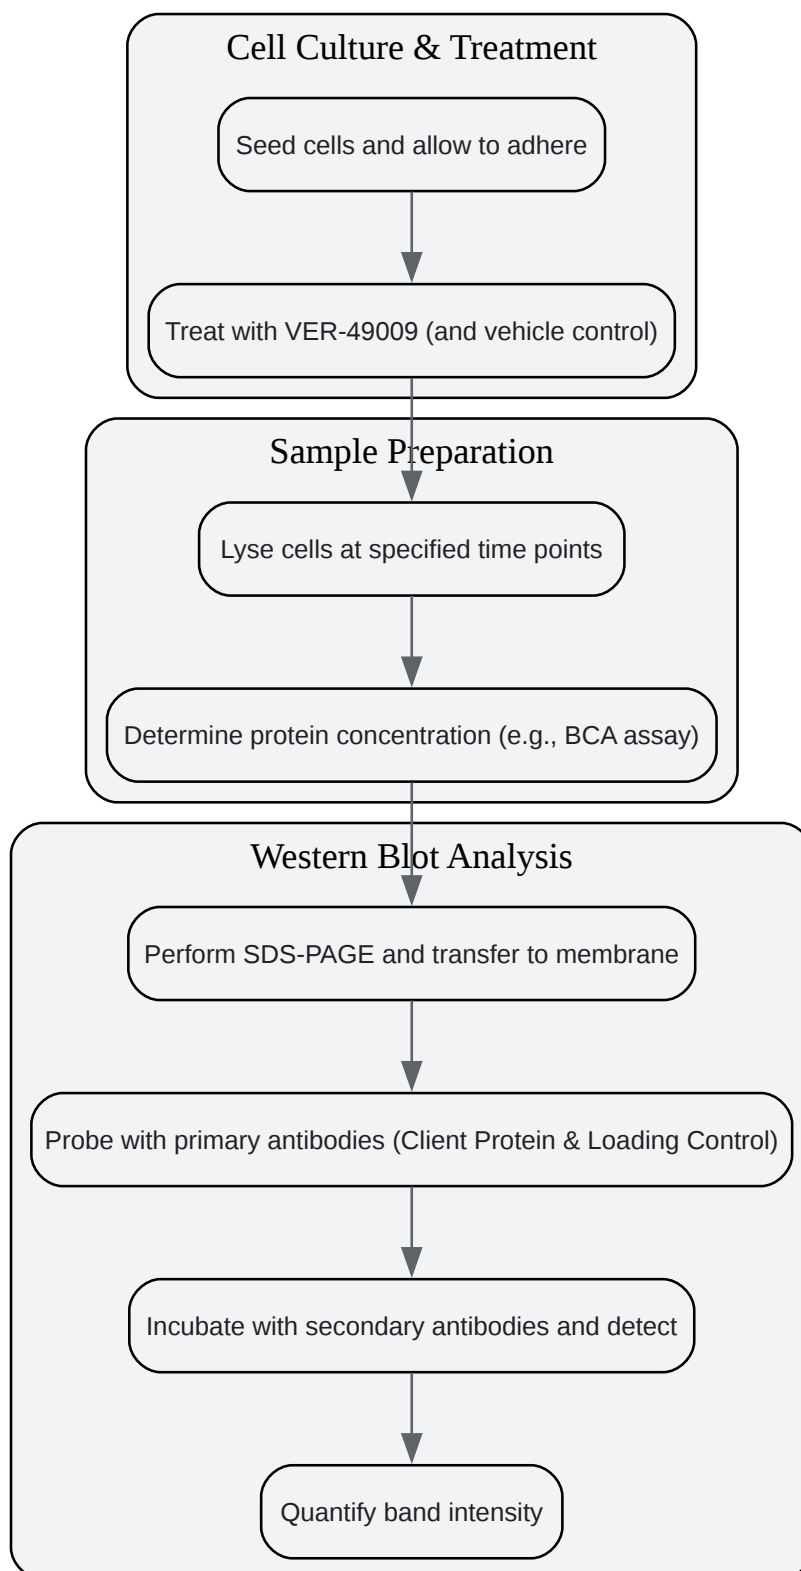 Cell Culture & Treatment
Seed cells and allow to adhere
Treat with VER-49009 (and vehicle control)
Sample Preparation
Lyse cells at specified time points
Determine protein concentration (e.g., BCA assay)
Western Blot Analysis
Perform SDS-PAGE and transfer to membrane
Probe with primary antibodies (Client Protein & Loading Control)
Incubate with secondary antibodies and detect
Quantify band intensity